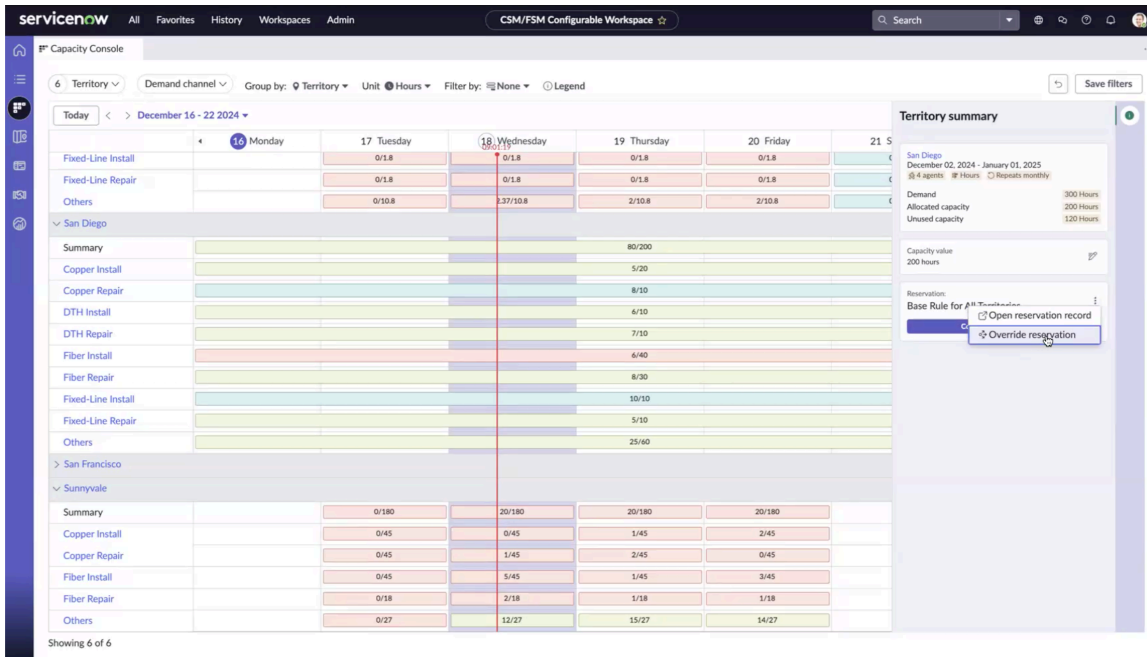 servicenow All Favorites History Workspaces Admin CSM/FSM Configurable Workspace Search
Capacity Console
6 Territory Demand channel Group by: Territory Unit Hours Filter by: None Legend Save filters
Today December 16 - 22 2024
16 Monday 17 Tuesday 18 Wednesday 19 Thursday 20 Friday 21 S
09:01:19
Fixed-Line Install 0/1.8 0/1.8 0/1.8 0/1.8
Fixed-Line Repair 0/1.8 0/1.8 0/1.8 0/1.8
Others 0/10.8 2.37/10.8 2/10.8 2/10.8
San Diego
Summary 80/200
Copper Install 5/20
Copper Repair 8/10
DTH Install 6/10
DTH Repair 7/10
Fiber Install 6/40
Fiber Repair 8/30
Fixed-Line Install 10/10
Fixed-Line Repair 5/10
Others 25/60
San Francisco
Sunnyvale
Summary 0/180 20/180 20/180 20/180
Copper Install 0/45 0/45 1/45 2/45
Copper Repair 0/45 1/45 2/45 0/45
Fiber Install 0/45 5/45 1/45 3/45
Fiber Repair 0/18 2/18 1/18 1/18
Others 0/27 12/27 15/27 14/27
Showing 6 of 6
Territory summary
San Diego
December 02, 2024 - January 01, 2025
4 agents Hours Repeats monthly
Demand 300 Hours
Allocated capacity 200 Hours
Unused capacity 120 Hours
Capacity value
200 hours
Reservation:
Base Rule for All Territories
Open reservation record
Override reservation